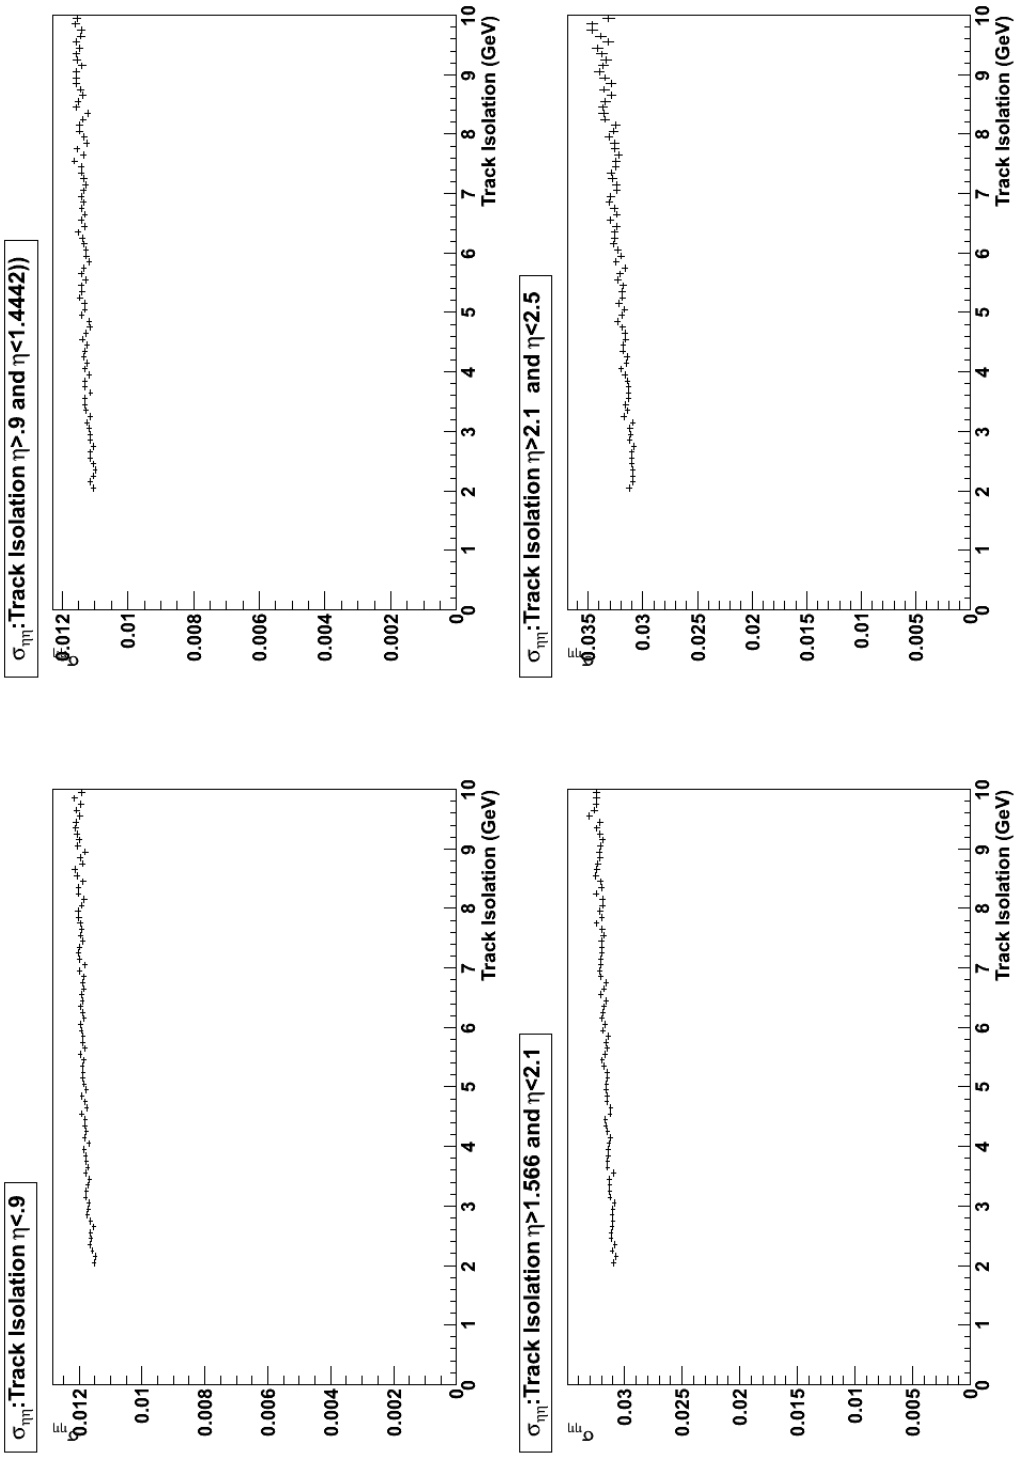 σηη:Track Isolation η<.9
σηη
0.012
0.01
0.008
0.006
0.004
0.002
0
0 1 2 3 4 5 6 7 8 9 10
Track Isolation (GeV)
σηη:Track Isolation η>.9 and η<1.4442))
σηη
0.012
0.01
0.008
0.006
0.004
0.002
0
0 1 2 3 4 5 6 7 8 9 10
Track Isolation (GeV)
σηη:Track Isolation η>1.566 and η<2.1
σηη
0.03
0.025
0.02
0.015
0.01
0.005
0
0 1 2 3 4 5 6 7 8 9 10
Track Isolation (GeV)
σηη:Track Isolation η>2.1 and η<2.5
σηη
0.035
0.03
0.025
0.02
0.015
0.01
0.005
0
0 1 2 3 4 5 6 7 8 9 10
Track Isolation (GeV)